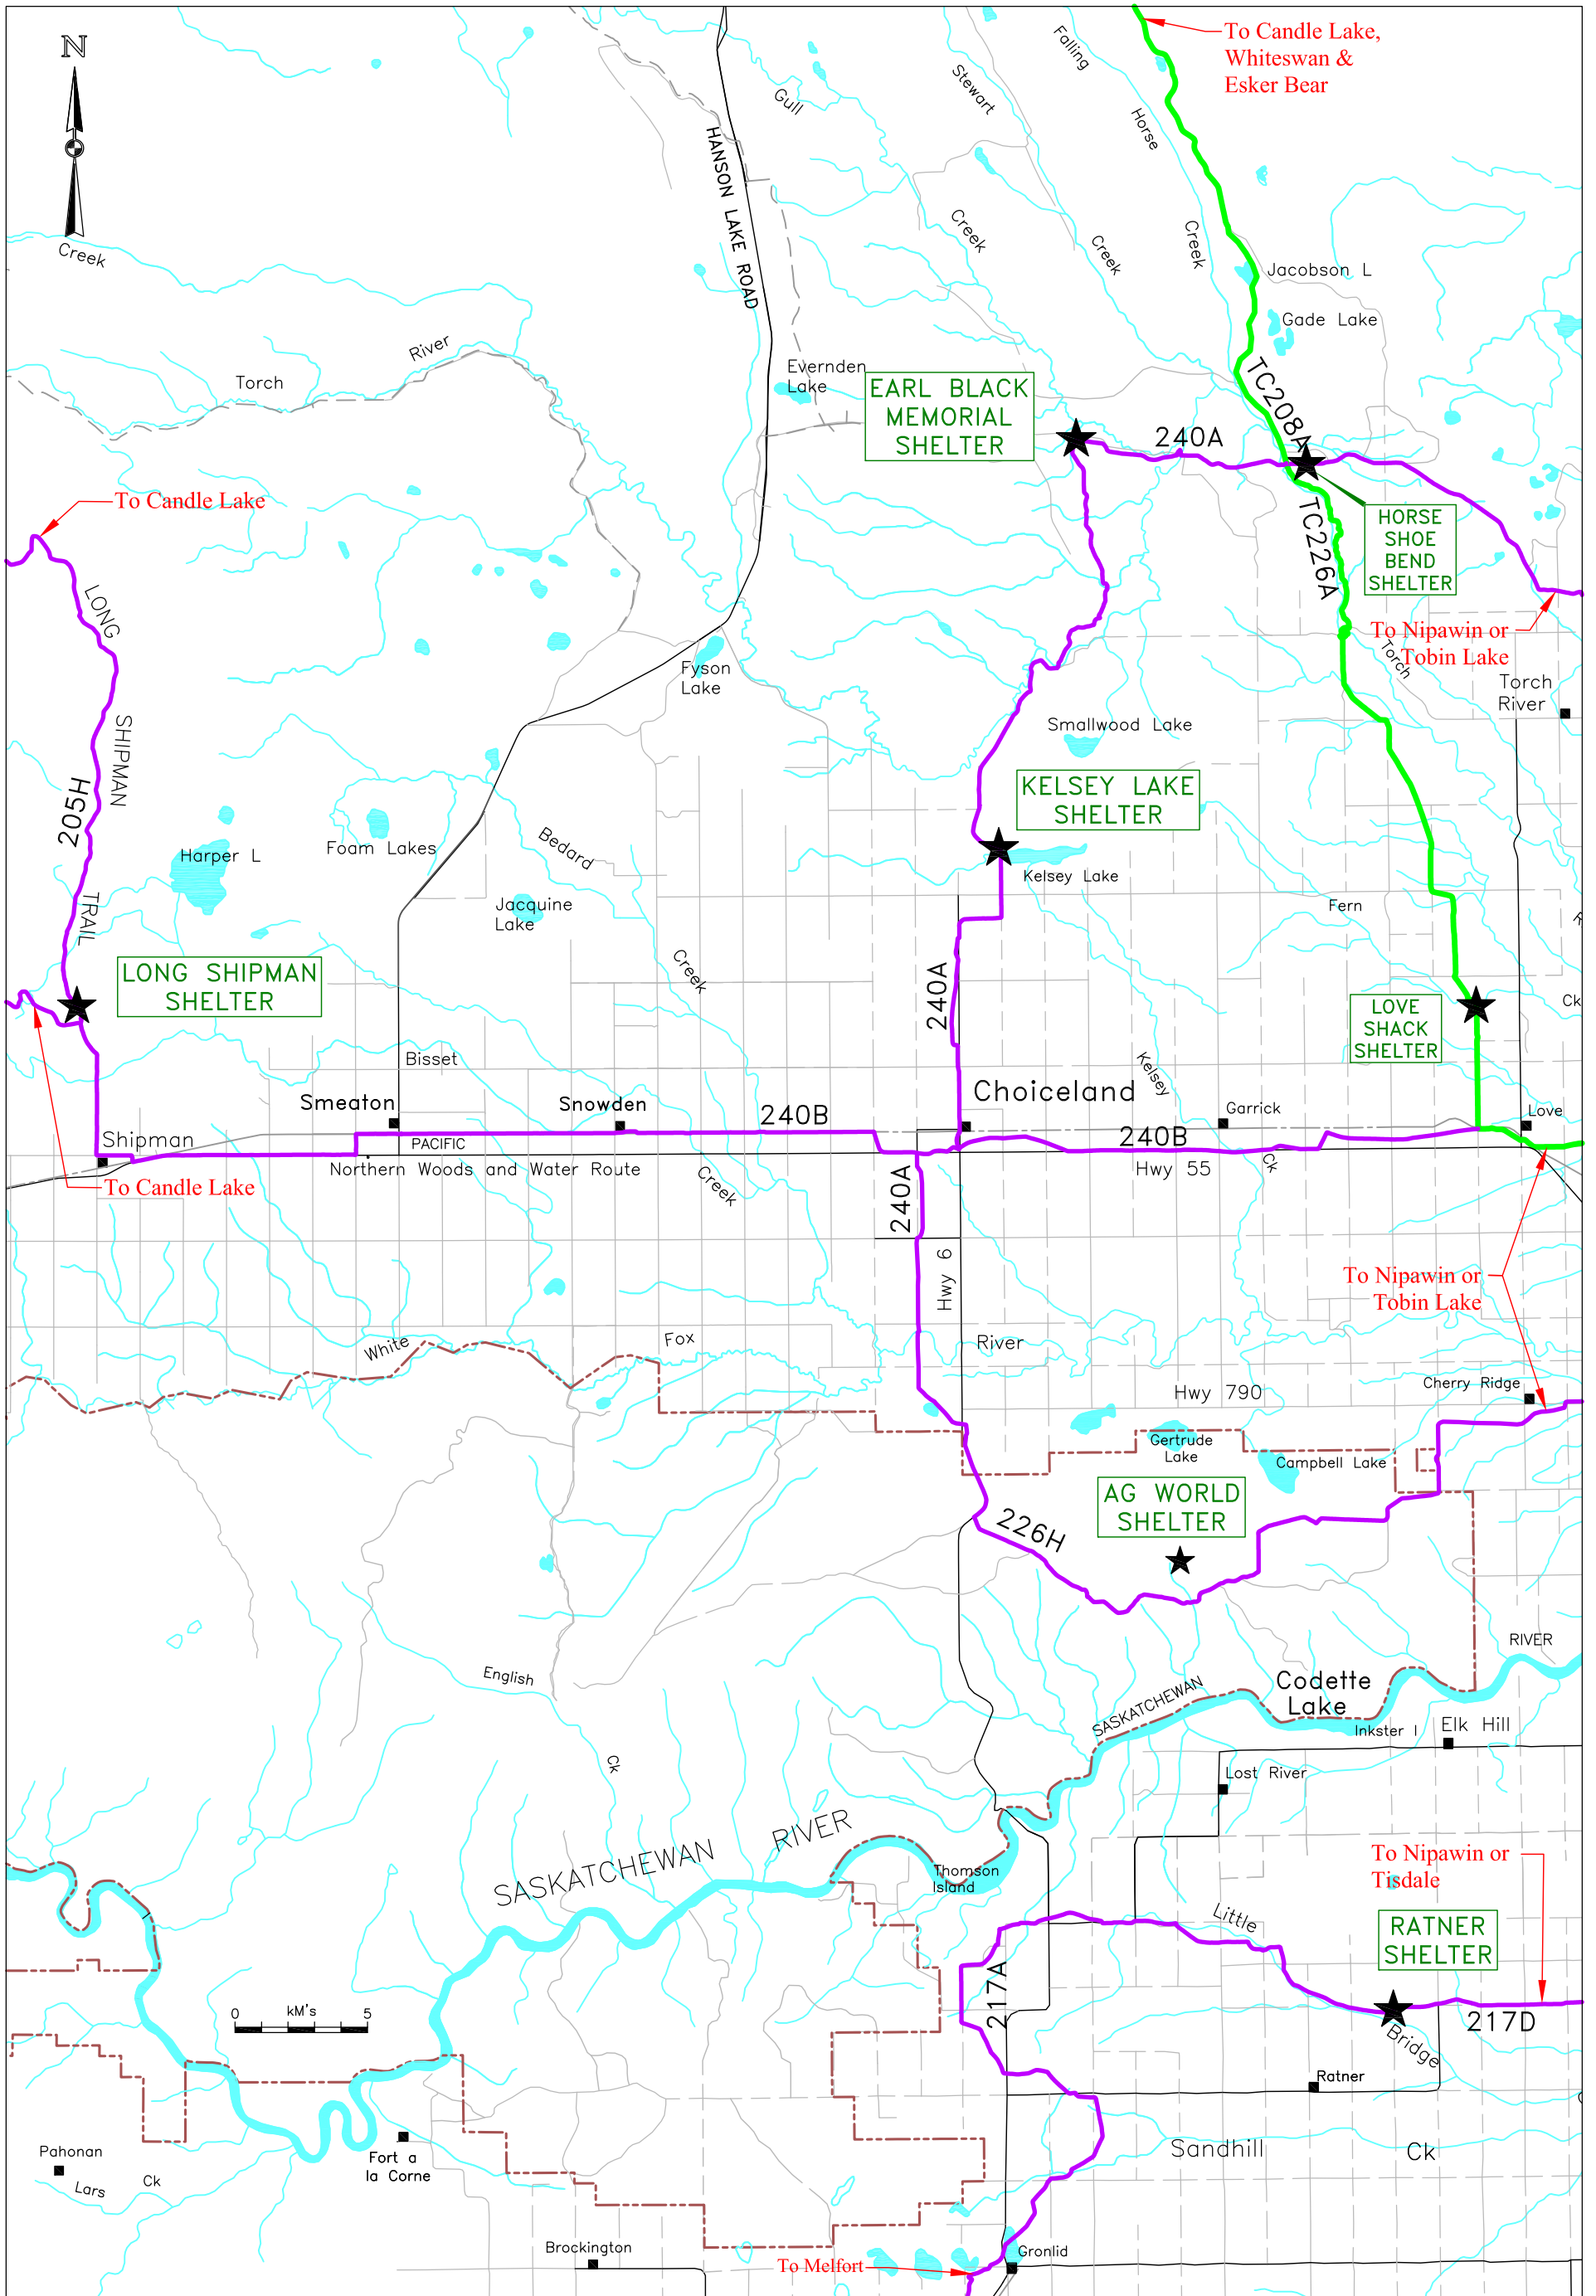 N
To Candle Lake,
Whiteswan &
Esker Bear
Falling
Stewart
Gull
Horse
HANSON LAKE ROAD
Creek
Creek
Creek
Creek
Jacobson L
Gade Lake
River
Torch
Evernden
Lake
EARL BLACK
MEMORIAL
SHELTER
TC208A
240A
To Candle Lake
TC226A
HORSE
SHOE
BEND
SHELTER
LONG
To Nipawin or
Tobin Lake
Torch
Fyson
Lake
Torch
River
SHIPMAN
Smallwood Lake
205H
KELSEY LAKE
SHELTER
Harper L
Foam Lakes
Bedard
Kelsey Lake
TRAIL
Jacquine
Lake
Fern
Creek
LONG SHIPMAN
SHELTER
240A
LOVE
SHACK
SHELTER
Ck
Bisset
Kelsey
Smeaton
Snowden
Choiceland
Garrick
Love
240B
240B
Shipman
PACIFIC
Northern Woods and Water Route
Hwy 55
Ck
To Candle Lake
Creek
240A
Hwy 6
To Nipawin or
Tobin Lake
White
Fox
River
Hwy 790
Cherry Ridge
Gertrude
Lake
Campbell Lake
AG WORLD
SHELTER
226H
English
RIVER
SASKATCHEWAN
Codette
Lake
Inkster I
Elk Hill
Ck
Lost River
SASKATCHEWAN
RIVER
Thomson
Island
To Nipawin or
Tisdale
Little
RATNER
SHELTER
217A
0
kM's
5
217D
Bridge
Ratner
Pahonan
Lars
Ck
Fort a
la Corne
Sandhill
Ck
Brockington
Gronlid
To Melfort